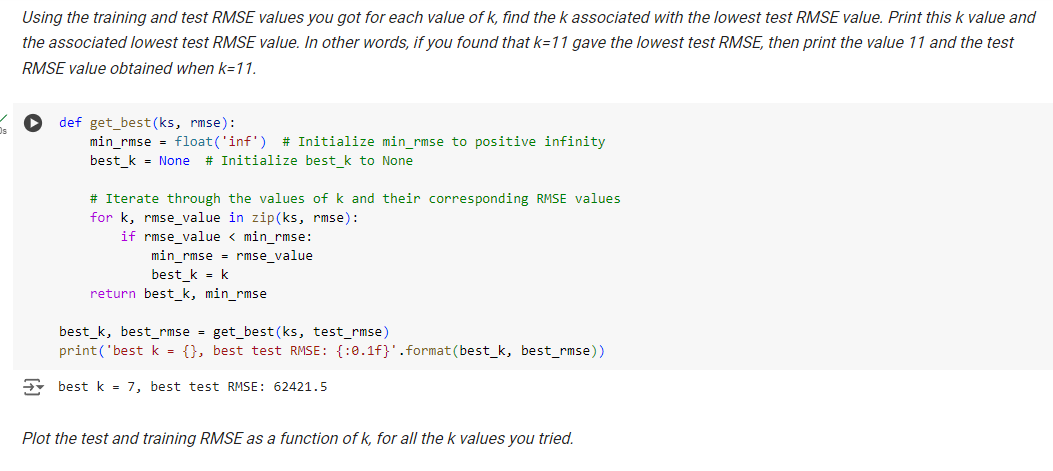 Using the training and test RMSE values you got for each value of k, find the k associated with the lowest test RMSE value. Print this k value and
the associated lowest test RMSE value. In other words, if you found that k=11 gave the lowest test RMSE, then print the value 11 and the test
RMSE value obtained when k=11.
0s
def get_best(ks, rmse):
    min_rmse = float('inf')  # Initialize min_rmse to positive infinity
    best_k = None  # Initialize best_k to None

    # Iterate through the values of k and their corresponding RMSE values
    for k, rmse_value in zip(ks, rmse):
        if rmse_value < min_rmse:
            min_rmse = rmse_value
            best_k = k
    return best_k, min_rmse

best_k, best_rmse = get_best(ks, test_rmse)
print('best k = {}, best test RMSE: {:0.1f}'.format(best_k, best_rmse))
best k = 7, best test RMSE: 62421.5
Plot the test and training RMSE as a function of k, for all the k values you tried.